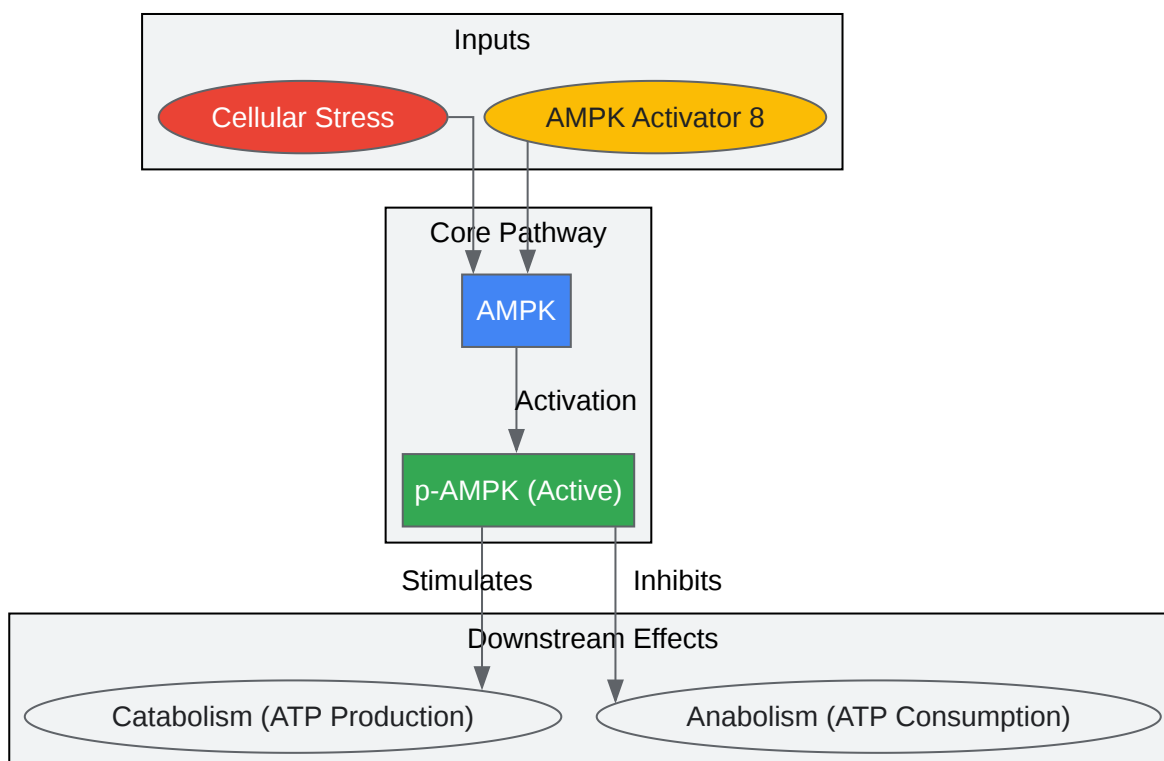 Inputs
Cellular Stress
AMPK Activator 8
Core Pathway
AMPK
Activation
p-AMPK (Active)
Stimulates
Inhibits
Downstream Effects
Catabolism (ATP Production)
Anabolism (ATP Consumption)